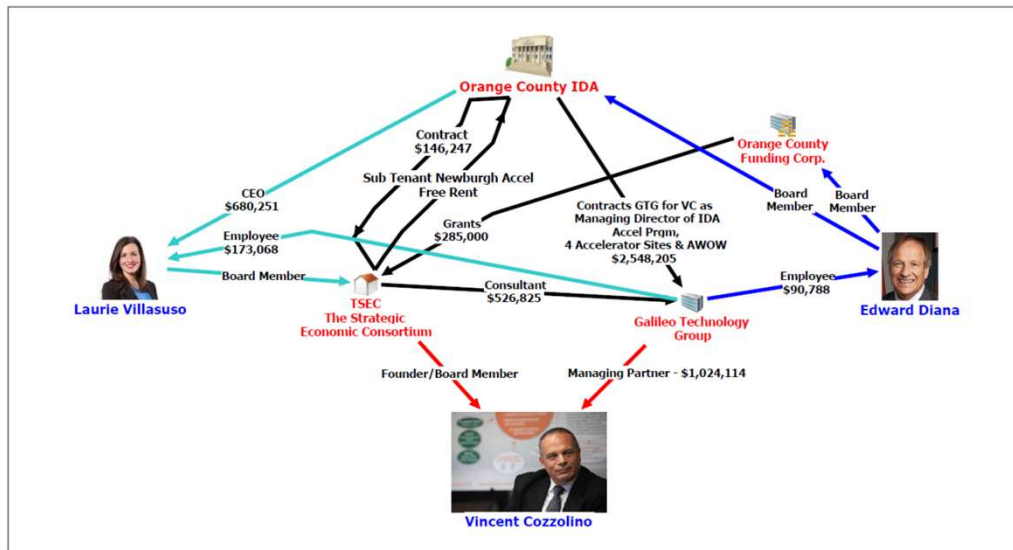 Orange County IDA
Contract
$146,247
Orange County
Funding Corp.
Sub Tenant Newburgh Accel
Free Rent
CEO
$680,251
Board
Member
Board
Member
Contracts GTG for VC as
Managing Director of IDA
Accel Prgm,
4 Accelerator Sites & AWOW
$2,548,205
Grants
$285,000
Employee
$173,068
Board Member
Consultant
$526,825
Employee
$90,788
Laurie Villasuso
TSEC
The Strategic
Economic Consortium
Galileo Technology
Group
Edward Diana
Founder/Board Member
Managing Partner - $1,024,114
Vincent Cozzolino